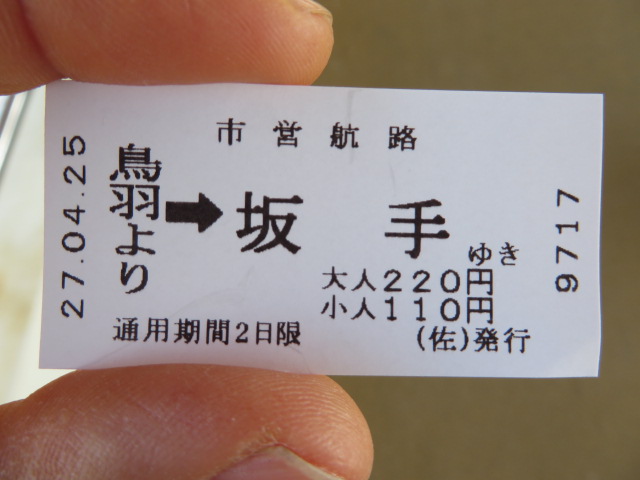 市営航路
27.04.25
鳥羽より
➡
坂手
ゆき
大人220円
小人110円
通用期間2日限
(佐)発行
9717